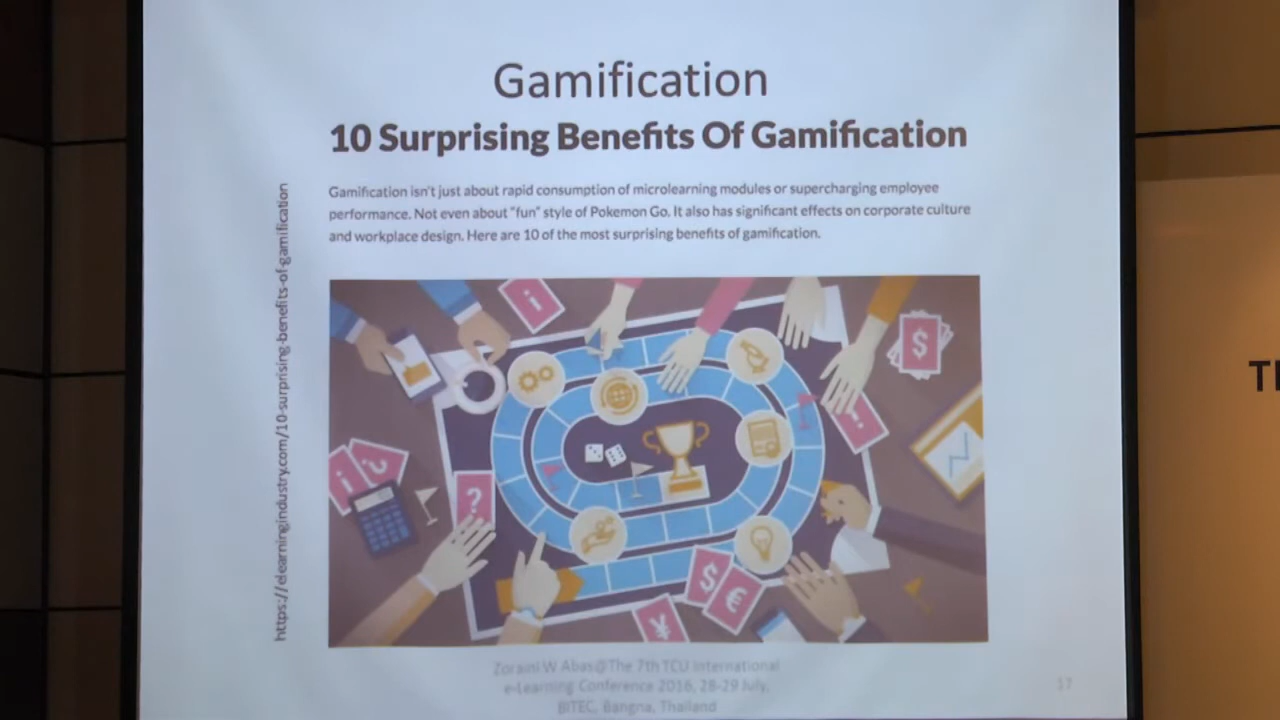 Gamification
10 Surprising Benefits Of Gamification
Gamification isn't just about rapid consumption of microlearning modules or supercharging employee
performance. Not even about "fun" style of Pokemon Go. It also has significant effects on corporate culture
and workplace design. Here are 10 of the most surprising benefits of gamification.
https://elearningindustry.com/10-surprising-benefits-of-gamification
i
$
?
i
?
?
$
€
¥
Zoraini W Abas@The 7th TCU International
e-Learning Conference 2016, 28-29 July,
BITEC, Bangna, Thailand
17